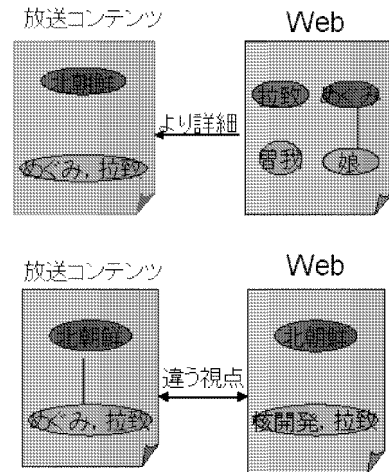 放送コンテンツ Web
北朝鮮 拉致 めぐみ
より詳細
めぐみ, 拉致 曽我 娘
放送コンテンツ Web
北朝鮮 北朝鮮
違う視点
めぐみ, 拉致 核開発, 拉致